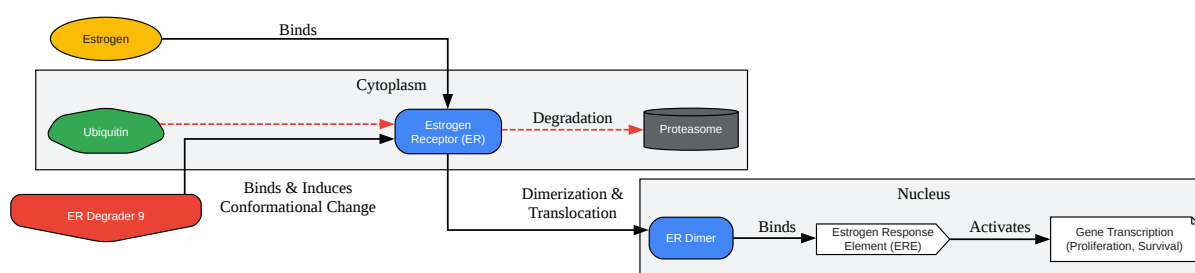 Estrogen
Binds
Cytoplasm
Ubiquitin
Estrogen
Receptor (ER)
Degradation
Proteasome
Binds & Induces
Conformational Change
ER Degrader 9
Dimerization &
Translocation
Nucleus
ER Dimer
Binds
Estrogen Response
Element (ERE)
Activates
Gene Transcription
(Proliferation, Survival)